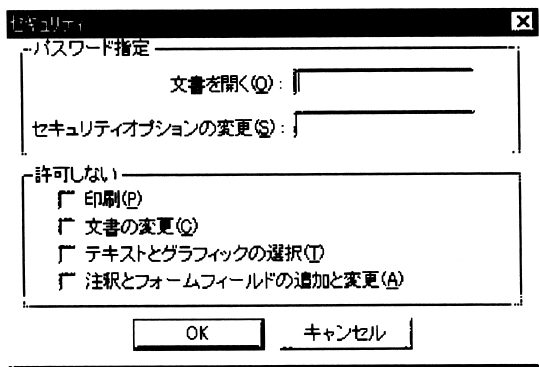 セキュリティ
パスワード指定
文書を開く(O):
セキュリティオプションの変更(S):
許可しない
印刷(P)
文書の変更(C)
テキストとグラフィックの選択(T)
注釈とフォームフィールドの追加と変更(A)
OK キャンセル